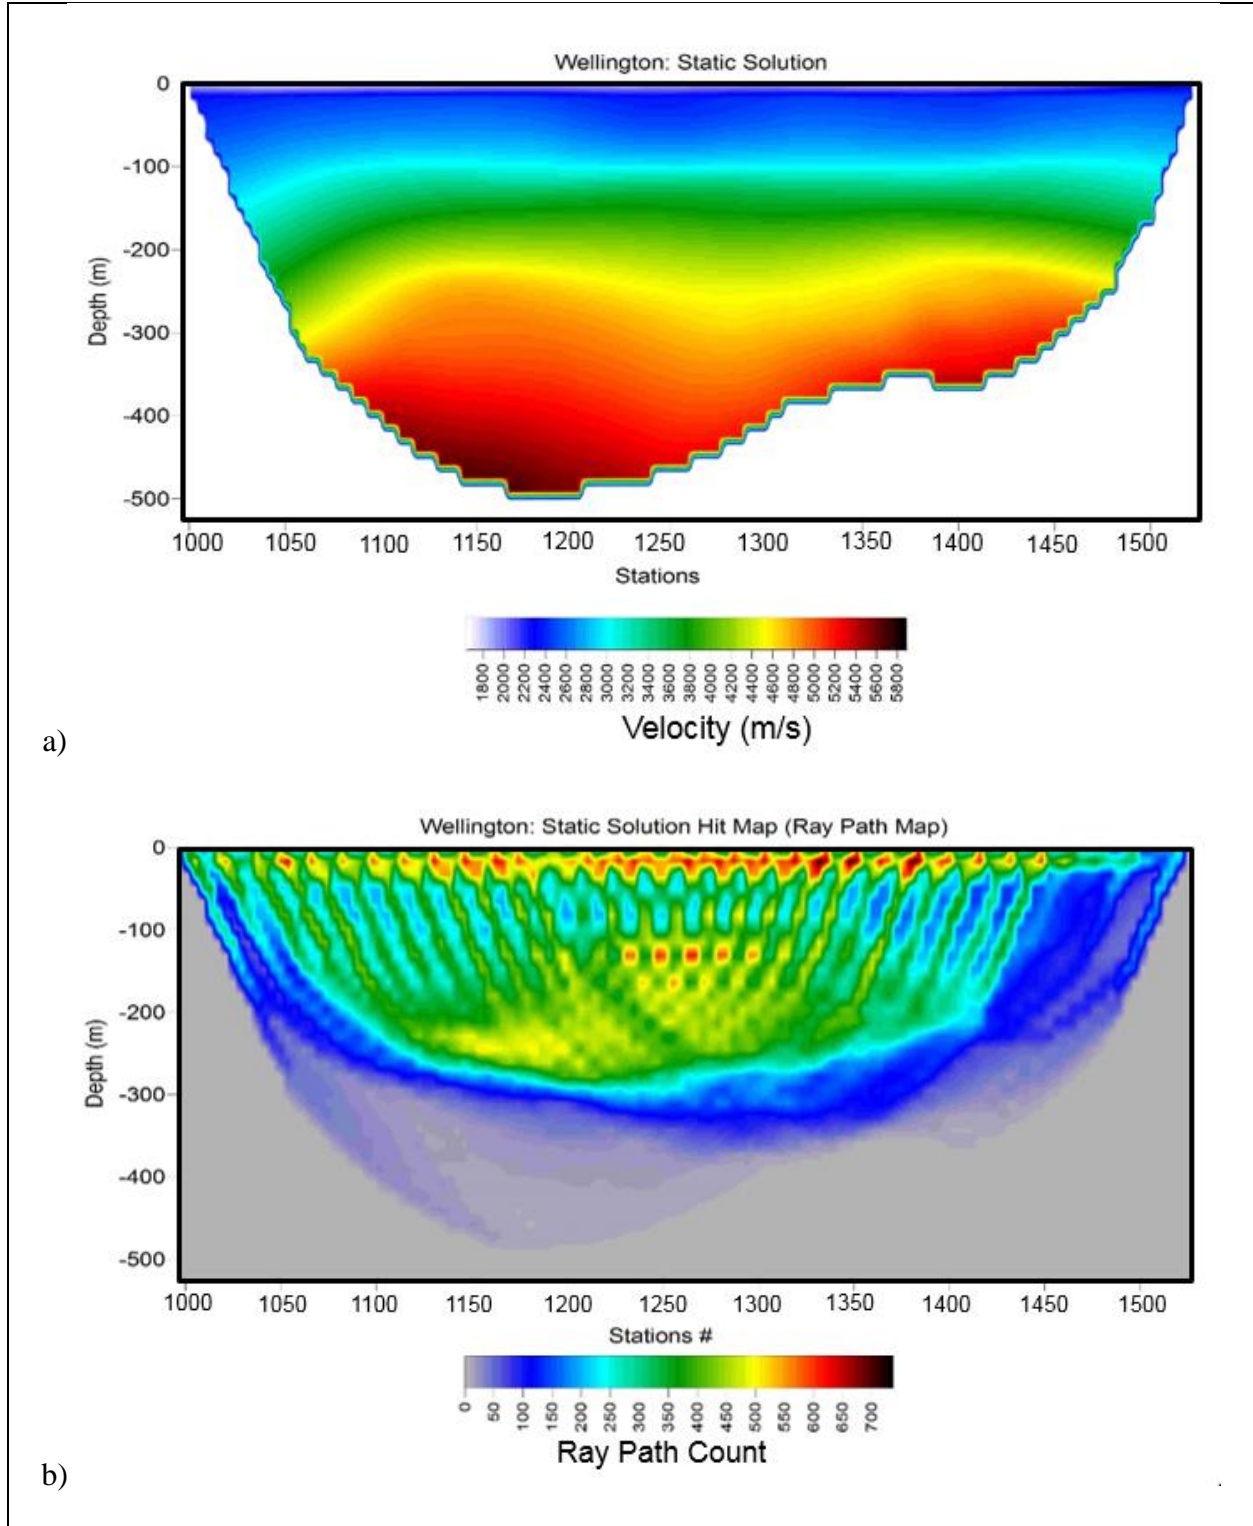 Wellington: Static Solution
0
-100
-200
-300
-400
-500
Depth (m)
1000 1050 1100 1150 1200 1250 1300 1350 1400 1450 1500
Stations
1800 2000 2200 2400 2600 2800 3000 3200 3400 3600 3800 4000 4200 4400 4600 4800 5000 5200 5400 5600 5800
Velocity (m/s)
a)
Wellington: Static Solution Hit Map (Ray Path Map)
0
-100
-200
-300
-400
-500
Depth (m)
1000 1050 1100 1150 1200 1250 1300 1350 1400 1450 1500
Stations #
0 50 100 150 200 250 300 350 400 450 500 550 600 650 700
Ray Path Count
b)